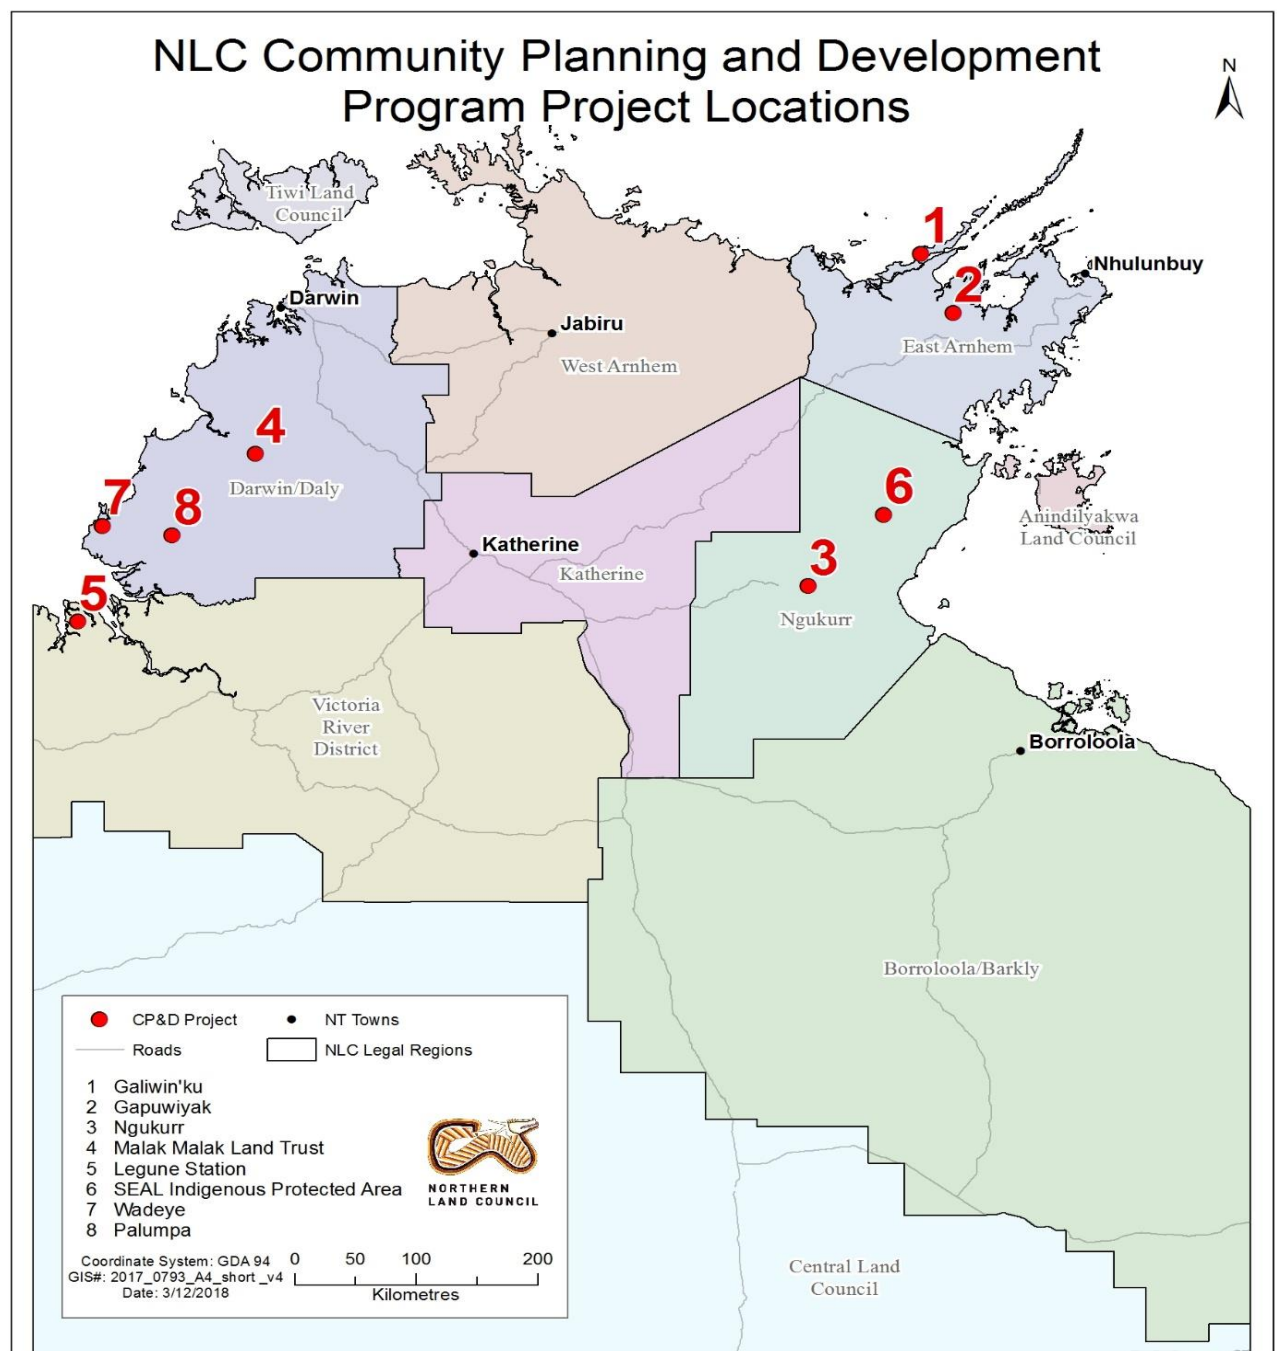 NLC Community Planning and Development
Program Project Locations
N
Tiwi Land
Council
1
Nhulunbuy
2
Darwin
Jabiru
East Arnhem
West Arnhem
4
Darwin/Daly
7
8
6
Anindilyakwa
Land Council
Katherine
Katherine
3
5
Ngukurr
Victoria
River
District
Borroloola
Borroloola/Barkly
CP&D Project
NT Towns
Roads
NLC Legal Regions
1 Galiwin'ku
2 Gapuwiyak
3 Ngukurr
4 Malak Malak Land Trust
5 Legune Station
6 SEAL Indigenous Protected Area
7 Wadeye
8 Palumpa
NORTHERN
LAND COUNCIL
Coordinate System: GDA 94
GIS#: 2017_0793_A4_short _v4
Date: 3/12/2018
0 50 100 200
Kilometres
Central Land
Council